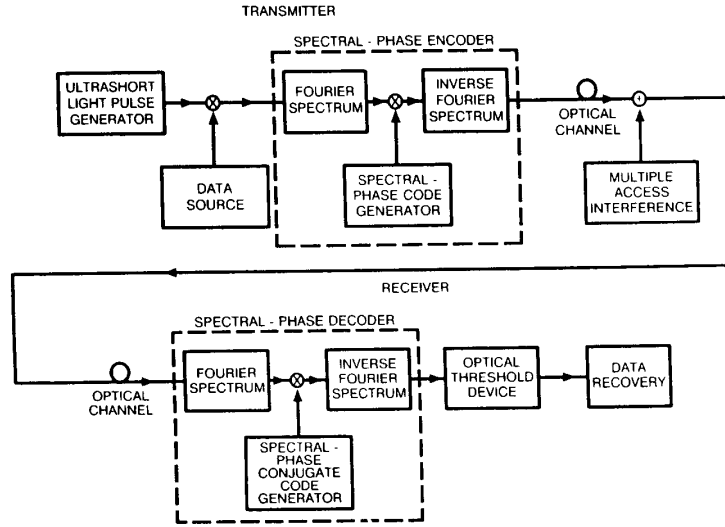 TRANSMITTER
SPECTRAL - PHASE ENCODER
ULTRASHORT
LIGHT PULSE
GENERATOR
FOURIER
SPECTRUM
INVERSE
FOURIER
SPECTRUM
OPTICAL
CHANNEL
DATA
SOURCE
SPECTRAL -
PHASE CODE
GENERATOR
MULTIPLE
ACCESS
INTERFERENCE
RECEIVER
SPECTRAL - PHASE DECODER
OPTICAL
CHANNEL
FOURIER
SPECTRUM
INVERSE
FOURIER
SPECTRUM
OPTICAL
THRESHOLD
DEVICE
DATA
RECOVERY
SPECTRAL -
PHASE
CONJUGATE
CODE
GENERATOR